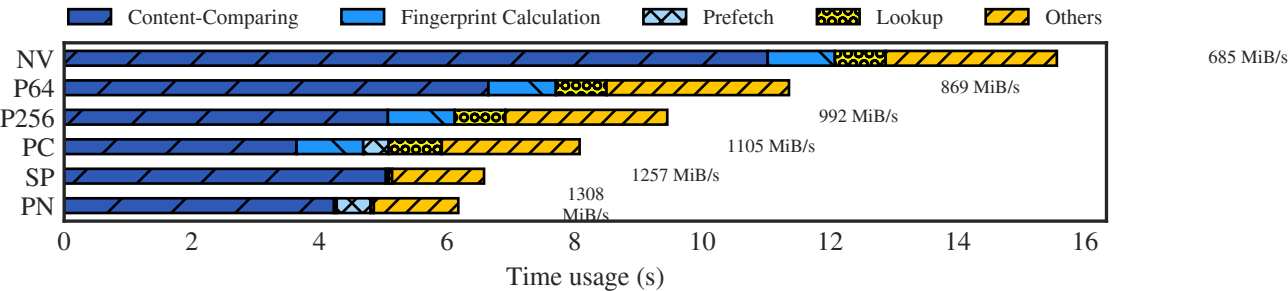 Content-Comparing Fingerprint Calculation Prefetch Lookup Others
NV 685 MiB/s
P64 869 MiB/s
P256 992 MiB/s
PC 1105 MiB/s
SP 1257 MiB/s
PN 1308
MiB/s
0 2 4 6 8 10 12 14 16
Time usage (s)